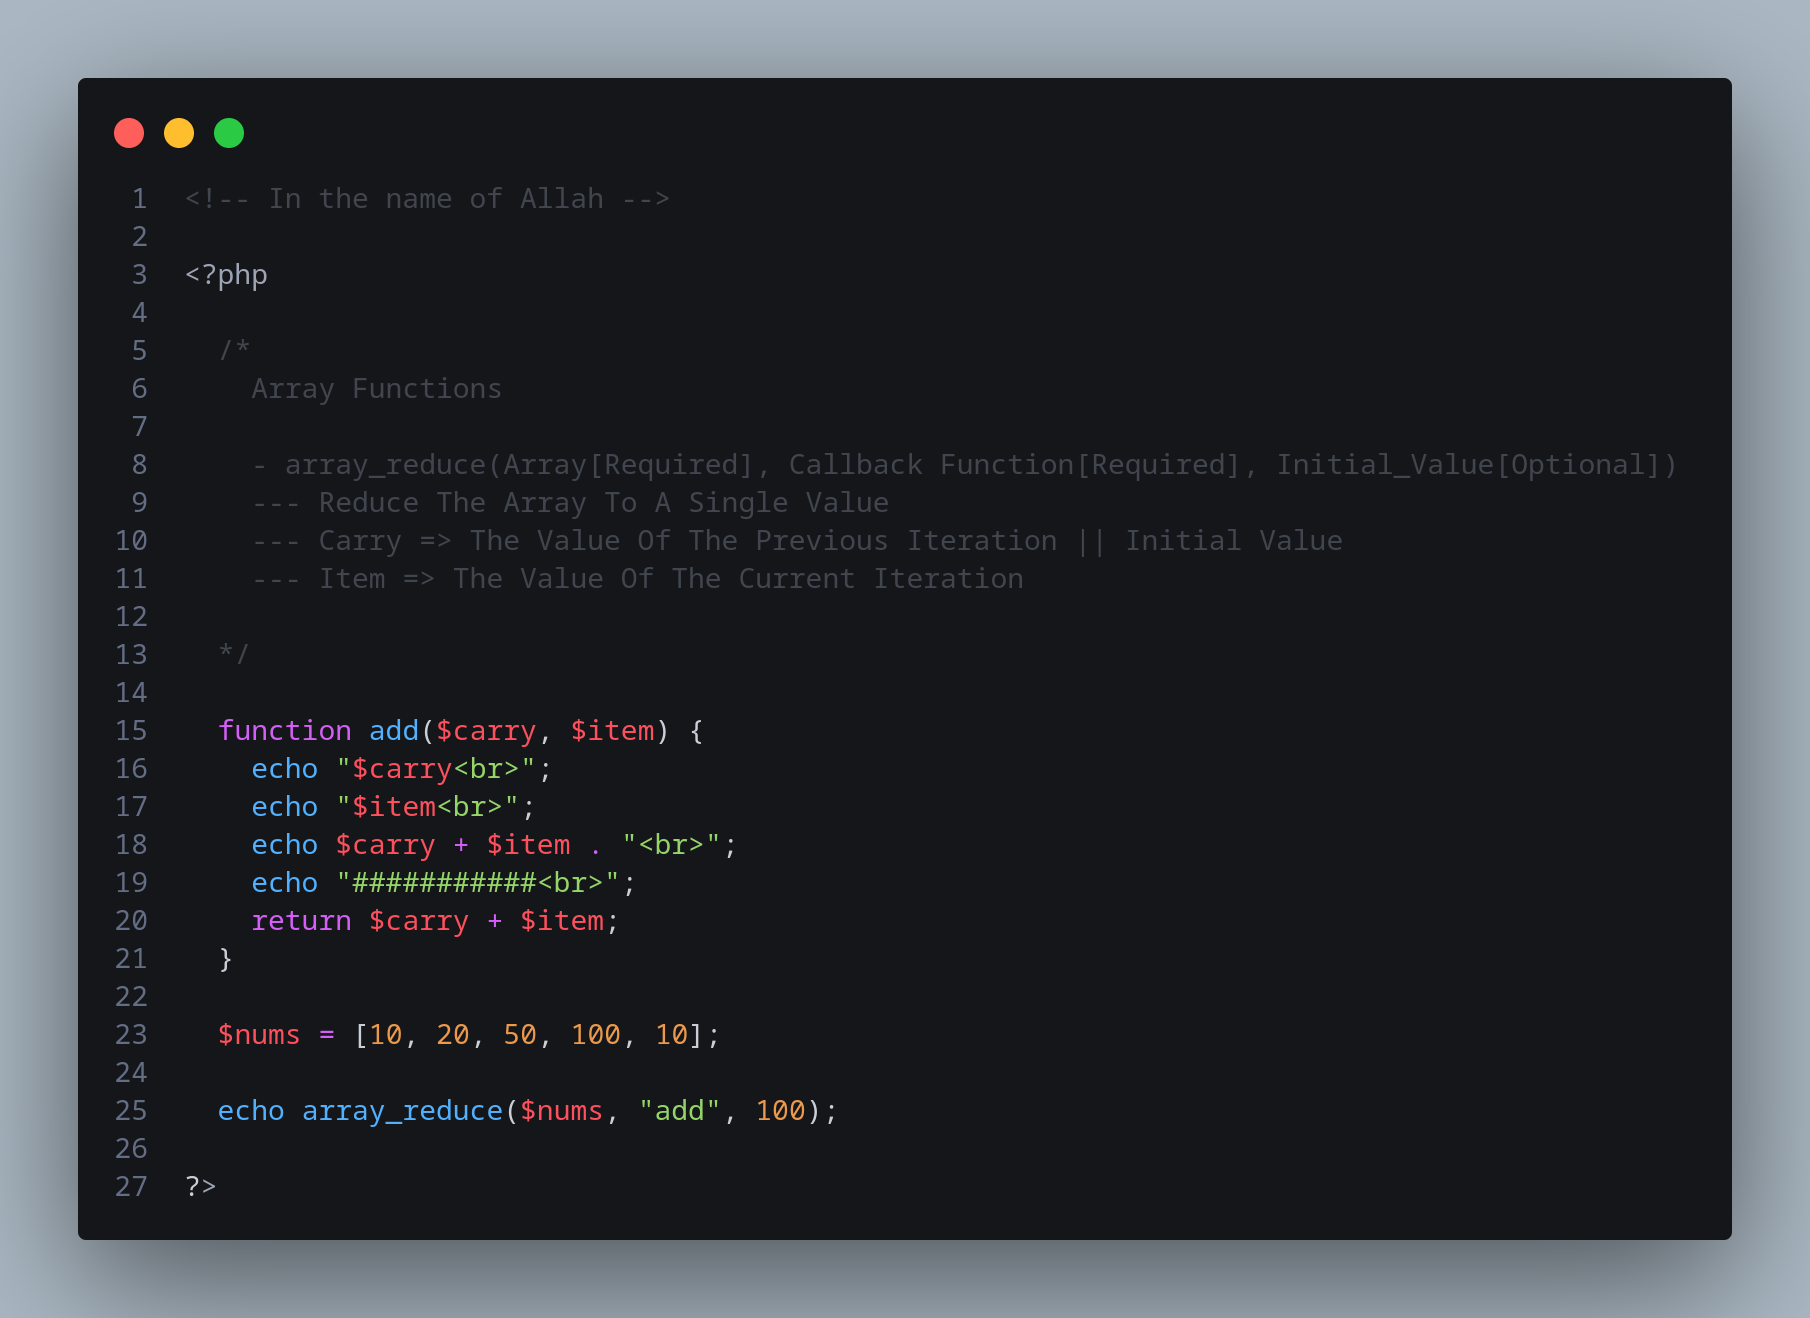 1 <!-- In the name of Allah -->
2
3 <?php
4
5   /*
6     Array Functions
7
8     - array_reduce(Array[Required], Callback Function[Required], Initial_Value[Optional])
9     --- Reduce The Array To A Single Value
10     --- Carry => The Value Of The Previous Iteration || Initial Value
11     --- Item => The Value Of The Current Iteration
12
13   */
14
15   function add($carry, $item) {
16     echo "$carry<br>";
17     echo "$item<br>";
18     echo $carry + $item . "<br>";
19     echo "###########<br>";
20     return $carry + $item;
21   }
22
23   $nums = [10, 20, 50, 100, 10];
24
25   echo array_reduce($nums, "add", 100);
26
27 ?>